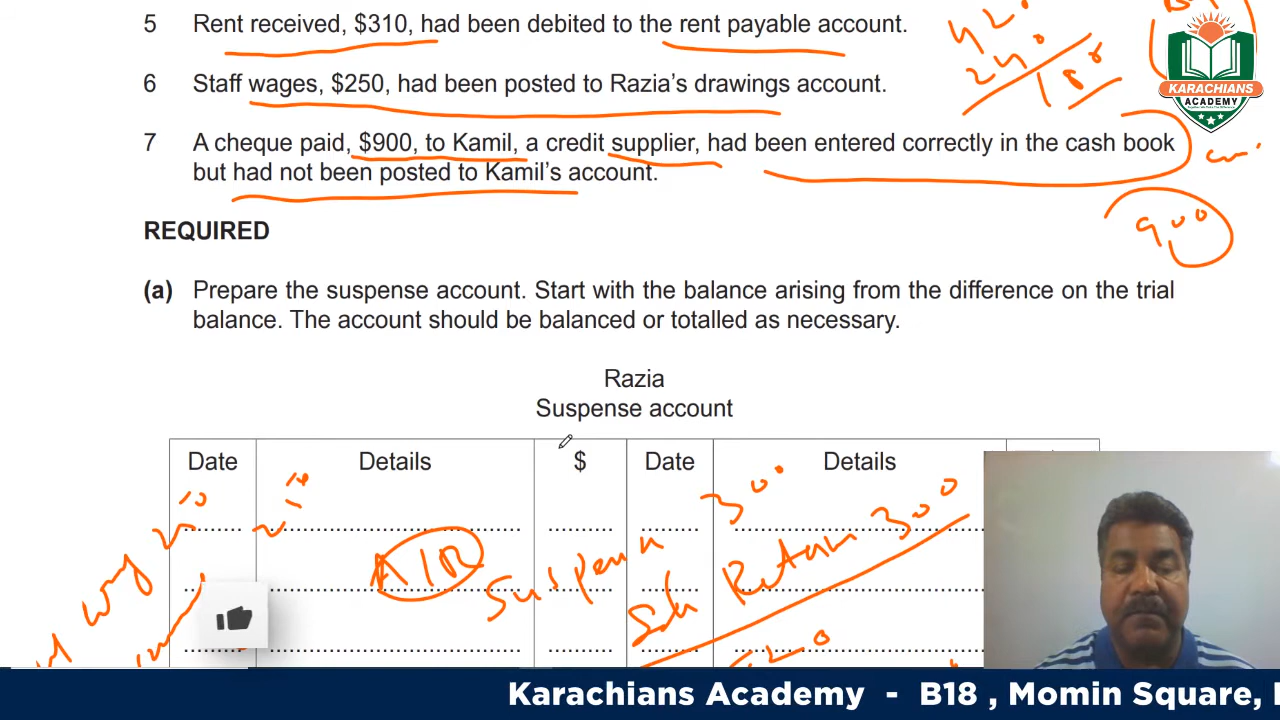 5 Rent received, $310, had been debited to the rent payable account.
6 Staff wages, $250, had been posted to Razia's drawings account.
7 A cheque paid, $900, to Kamil, a credit supplier, had been entered correctly in the cash book
but had not been posted to Kamil's account.
900
KARACHIANS
ACADEMY
REQUIRED
(a) Prepare the suspense account. Start with the balance arising from the difference on the trial
balance. The account should be balanced or totalled as necessary.
Razia
Suspense account
Date Details $ Date Details
300
Return 300
Karachians Academy - B18 , Momin Square,